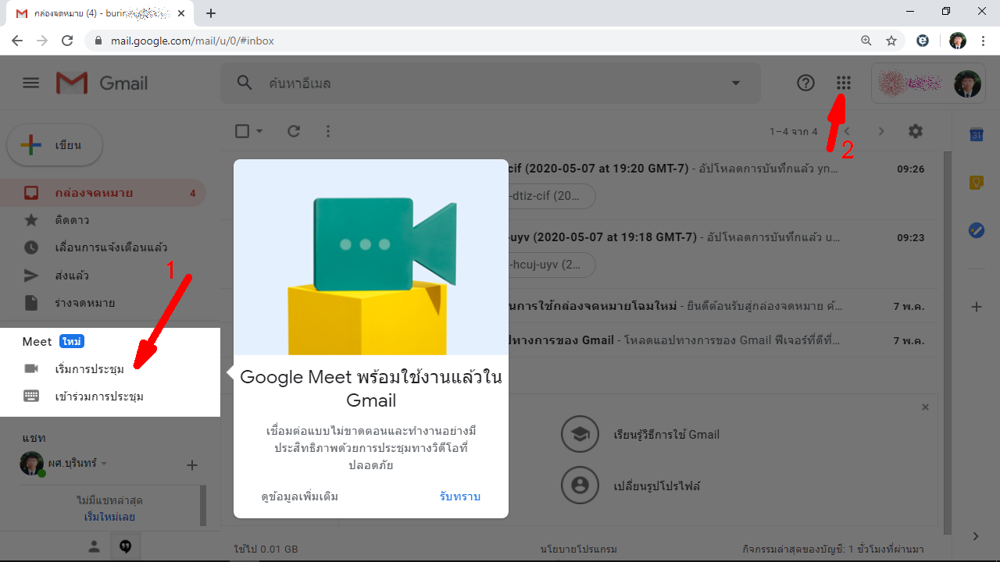 กล่องจดหมาย (4) - burin
mail.google.com/mail/u/0/#inbox
Gmail
ค้นหาอีเมล
เขียน
1–4 จาก 4
2
31
กล่องจดหมาย 4
ติดดาว
เลื่อนการแจ้งเตือนแล้ว
ส่งแล้ว
ร่างจดหมาย
1
Meet ใหม่
เริ่มการประชุม
เข้าร่วมการประชุม
แชท
ผศ.บุรินทร์
ไม่มีแชทล่าสุด
เริ่มใหม่เลย
cif (2020-05-07 at 19:20 GMT-7) - อัปโหลดการบันทึกแล้ว yn... 09:26
-dtiz-cif (20...
-uyv (2020-05-07 at 19:18 GMT-7) - อัปโหลดการบันทึกแล้ว u... 09:23
-hcuj-uyv (2...
นการใช้กล่องจดหมายโฉมใหม่ - ยินดีต้อนรับสู่กล่องจดหมาย ค้... 7 พ.ค.
ปทางการของ Gmail - โหลดแอปทางการของ Gmail ฟีเจอร์ที่ดีที่... 7 พ.ค.
Google Meet พร้อมใช้งานแล้วใน
Gmail
เชื่อมต่อแบบไม่ขาดตอนและทำงานอย่างมี
ประสิทธิภาพด้วยการประชุมทางวิดีโอที่
ปลอดภัย
ดูข้อมูลเพิ่มเติม รับทราบ
เรียนรู้วิธีการใช้ Gmail
เปลี่ยนรูปโปรไฟล์
ใช้ไป 0.01 GB
นโยบายโปรแกรม
กิจกรรมล่าสุดของบัญชี: 1 ชั่วโมงที่ผ่านมา